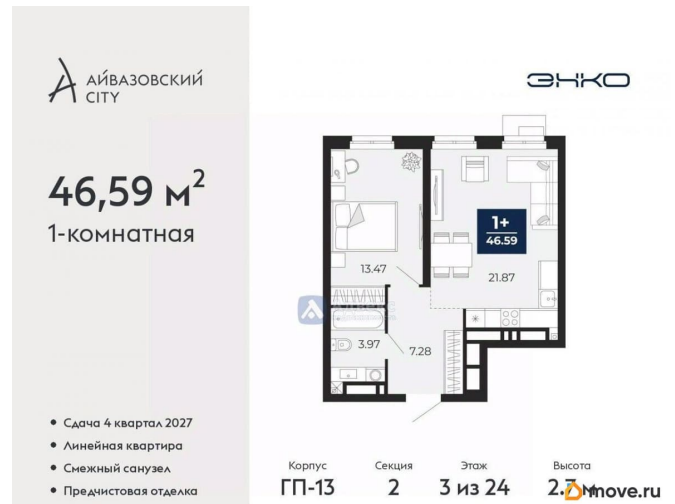 АЙВАЗОВСКИЙ
CITY
ЭНКО
46,59 м²
1-комнатная
1+
46.59
13.47
21.87
3.97
7.28
• Сдача 4 квартал 2027
• Линейная квартира
• Смежный санузел
• Предчистовая отделка
Корпус
Секция
Этаж
Высота
ГП-13
2
3 из 24
move.ru